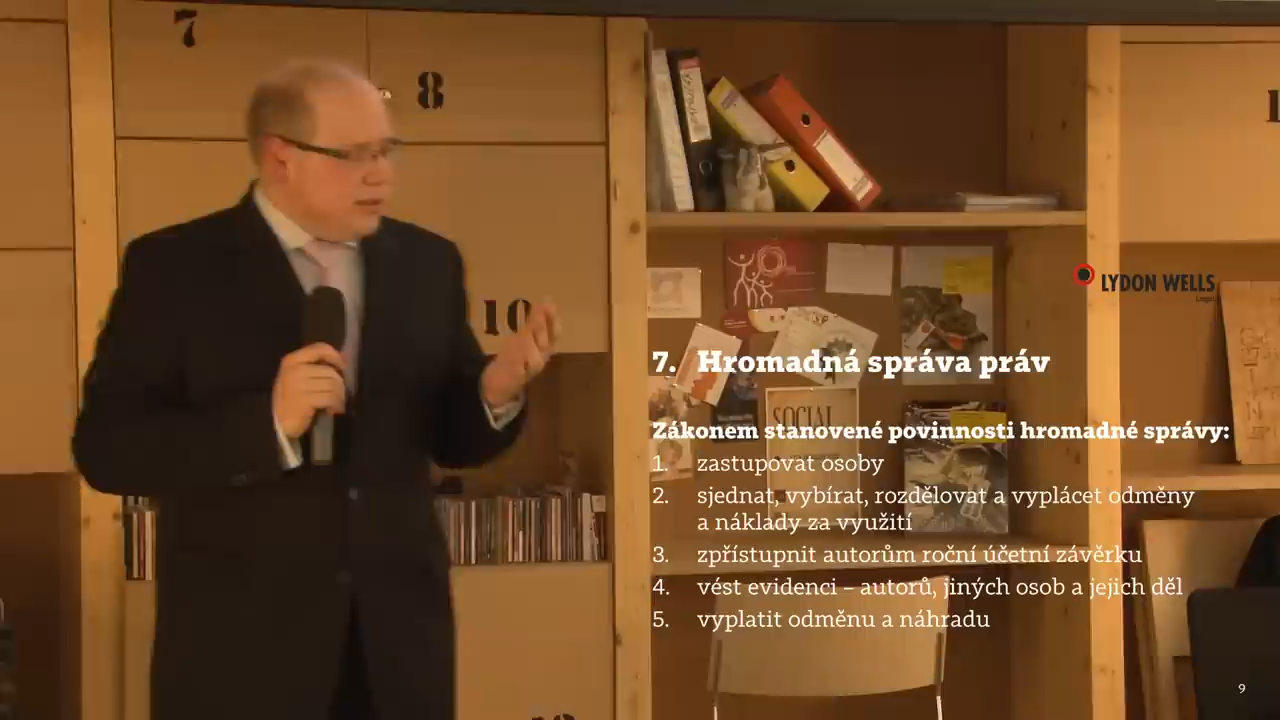 7
8
10
LYDON WELLS
Legal
7. Hromadná správa práv
SOCIAL
Zákonem stanovené povinnosti hromadné správy:
1. zastupovat osoby
2. sjednat, vybírat, rozdělovat a vyplácet odměny
a náklady za využití
3. zpřístupnit autorům roční účetní závěrku
4. vést evidenci – autorů, jiných osob a jejich děl
5. vyplatit odměnu a náhradu
9